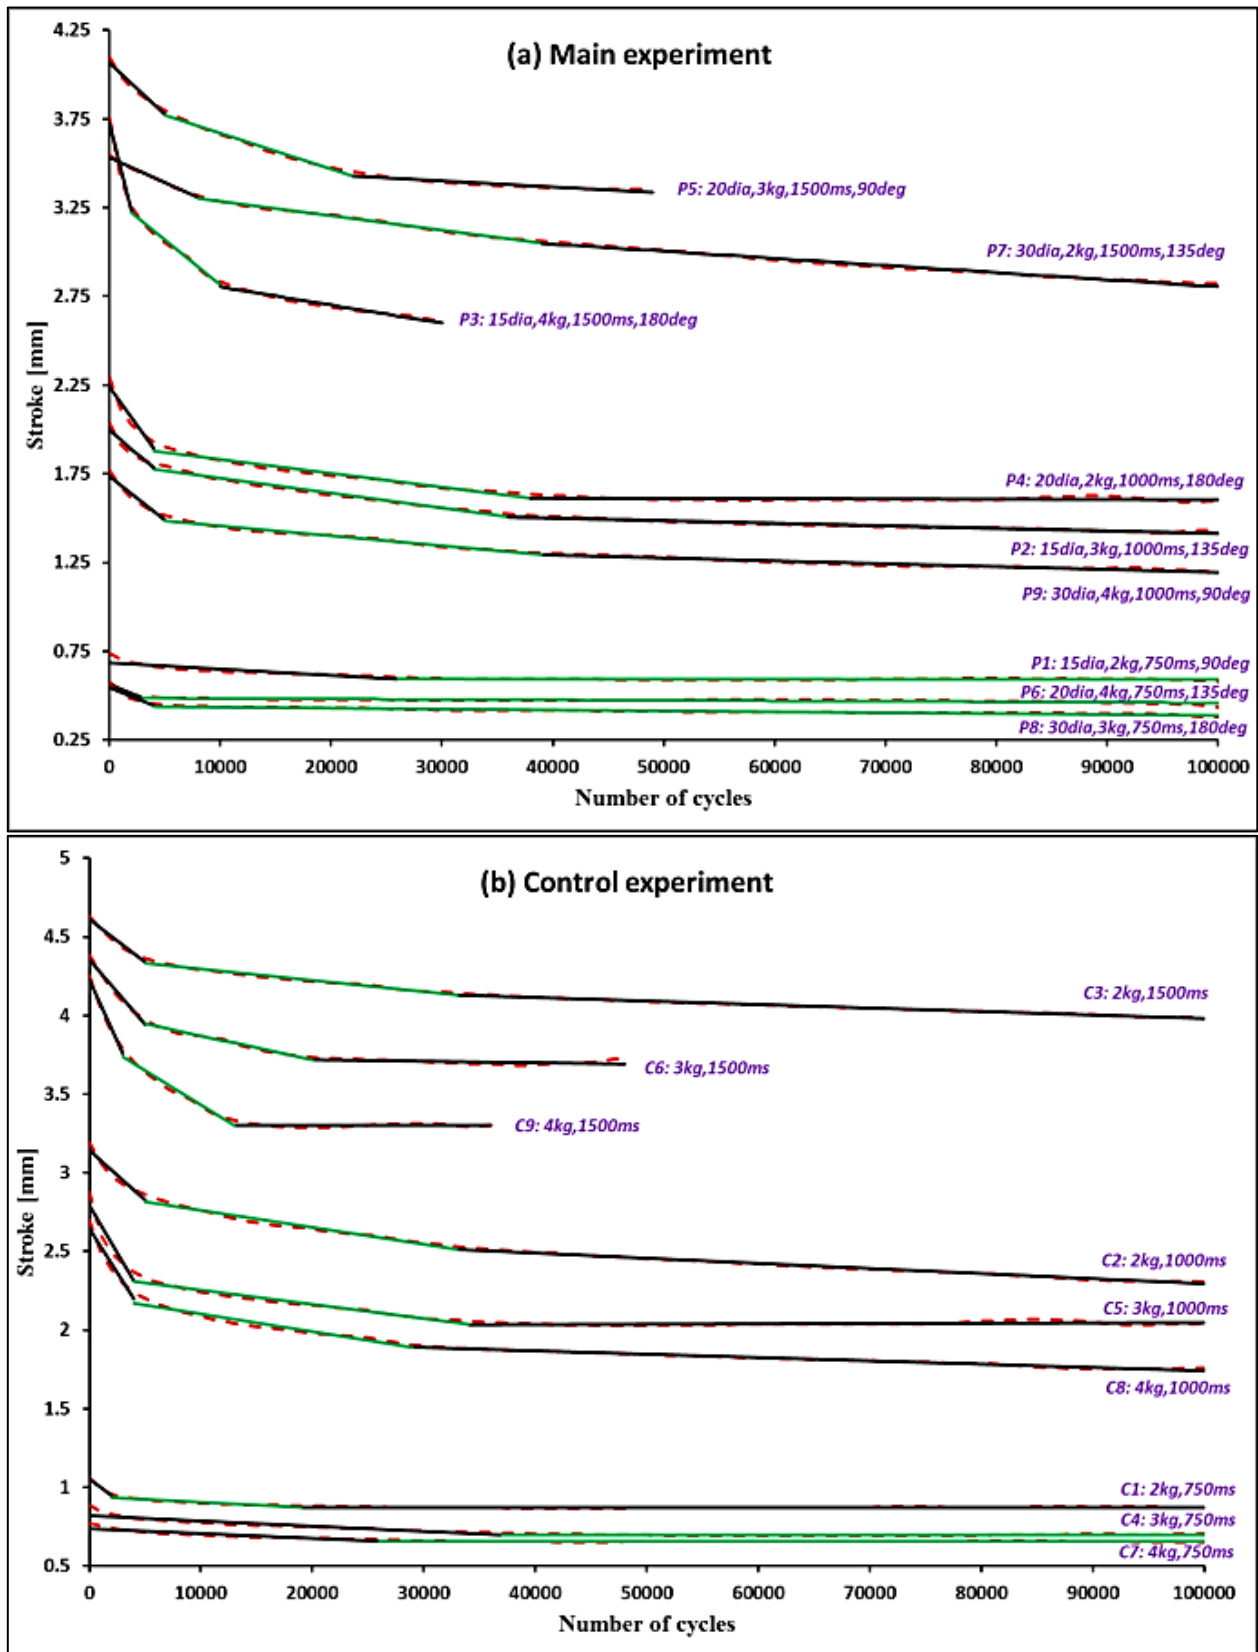 (a) Main experiment
4.25
3.75
3.25
2.75
2.25
1.75
1.25
0.75
0.25
Stroke [mm]
P5: 20dia,3kg,1500ms,90deg
P7: 30dia,2kg,1500ms,135deg
P3: 15dia,4kg,1500ms,180deg
P4: 20dia,2kg,1000ms,180deg
P2: 15dia,3kg,1000ms,135deg
P9: 30dia,4kg,1000ms,90deg
P1: 15dia,2kg,750ms,90deg
P6: 20dia,4kg,750ms,135deg
P8: 30dia,3kg,750ms,180deg
0 10000 20000 30000 40000 50000 60000 70000 80000 90000 100000
Number of cycles
(b) Control experiment
5
4.5
4
3.5
3
2.5
2
1.5
1
0.5
Stroke [mm]
C3: 2kg,1500ms
C6: 3kg,1500ms
C9: 4kg,1500ms
C2: 2kg,1000ms
C5: 3kg,1000ms
C8: 4kg,1000ms
C1: 2kg,750ms
C4: 3kg,750ms
C7: 4kg,750ms
0 10000 20000 30000 40000 50000 60000 70000 80000 90000 100000
Number of cycles